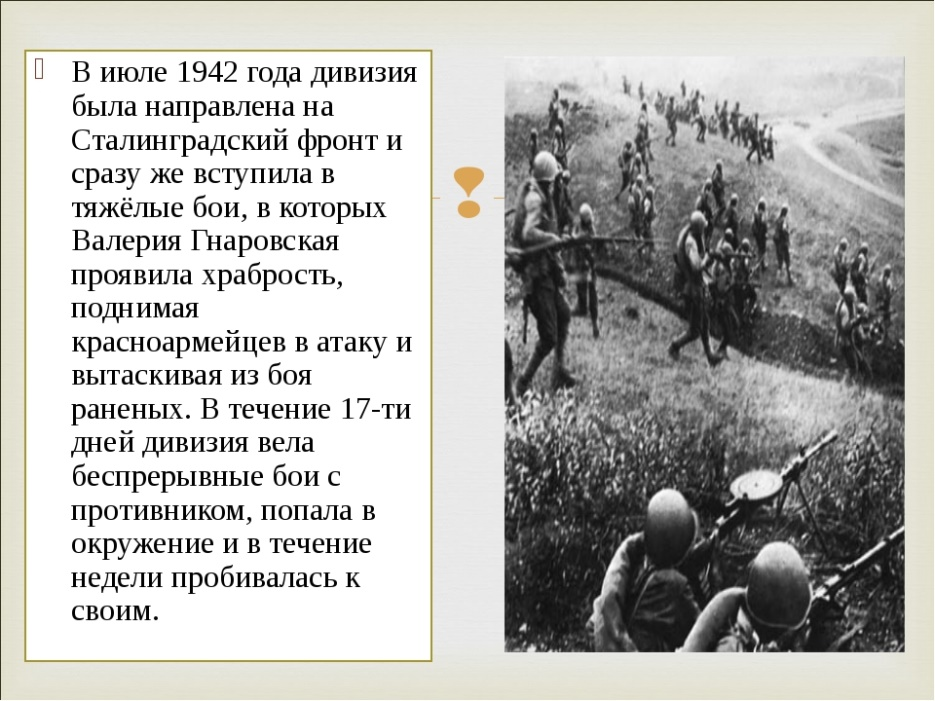 В июле 1942 года дивизия
была направлена на
Сталинградский фронт и
сразу же вступила в
тяжёлые бои, в которых
Валерия Гнаровская
проявила храбрость,
поднимая
красноармейцев в атаку и
вытаскивая из боя
раненых. В течение 17-ти
дней дивизия вела
беспрерывные бои с
противником, попала в
окружение и в течение
недели пробивалась к
своим.